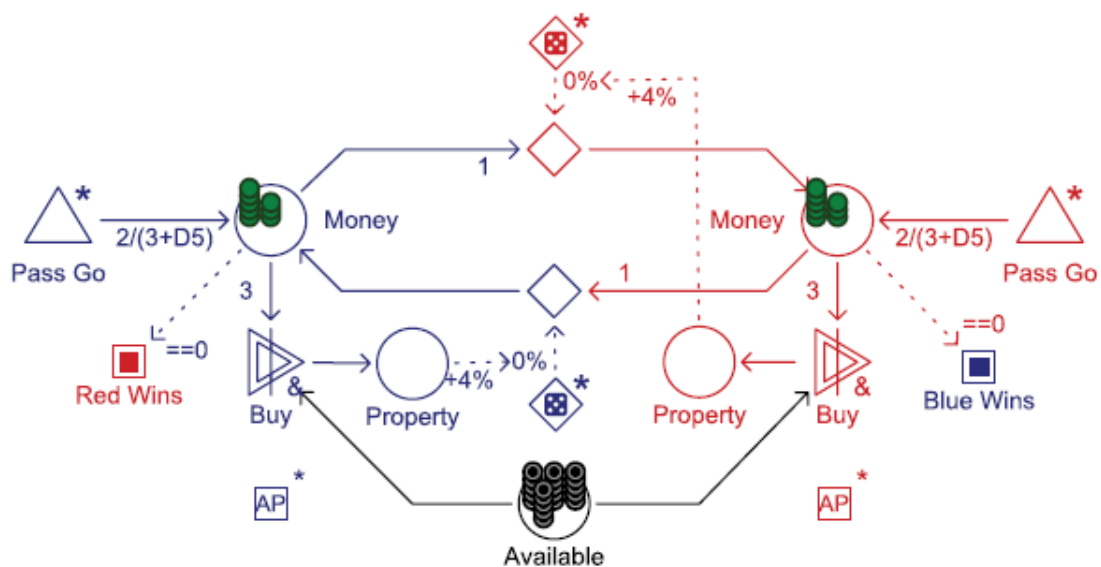 *
0%
+4%
1
*
Money
Money
*
2/(3+D5)
2/(3+D5)
Pass Go
Pass Go
3
1
3
==0
==0
*
0%
+4%
&
&
Red Wins
Buy
Property
Property
Buy
Blue Wins
AP
*
AP
*
Available